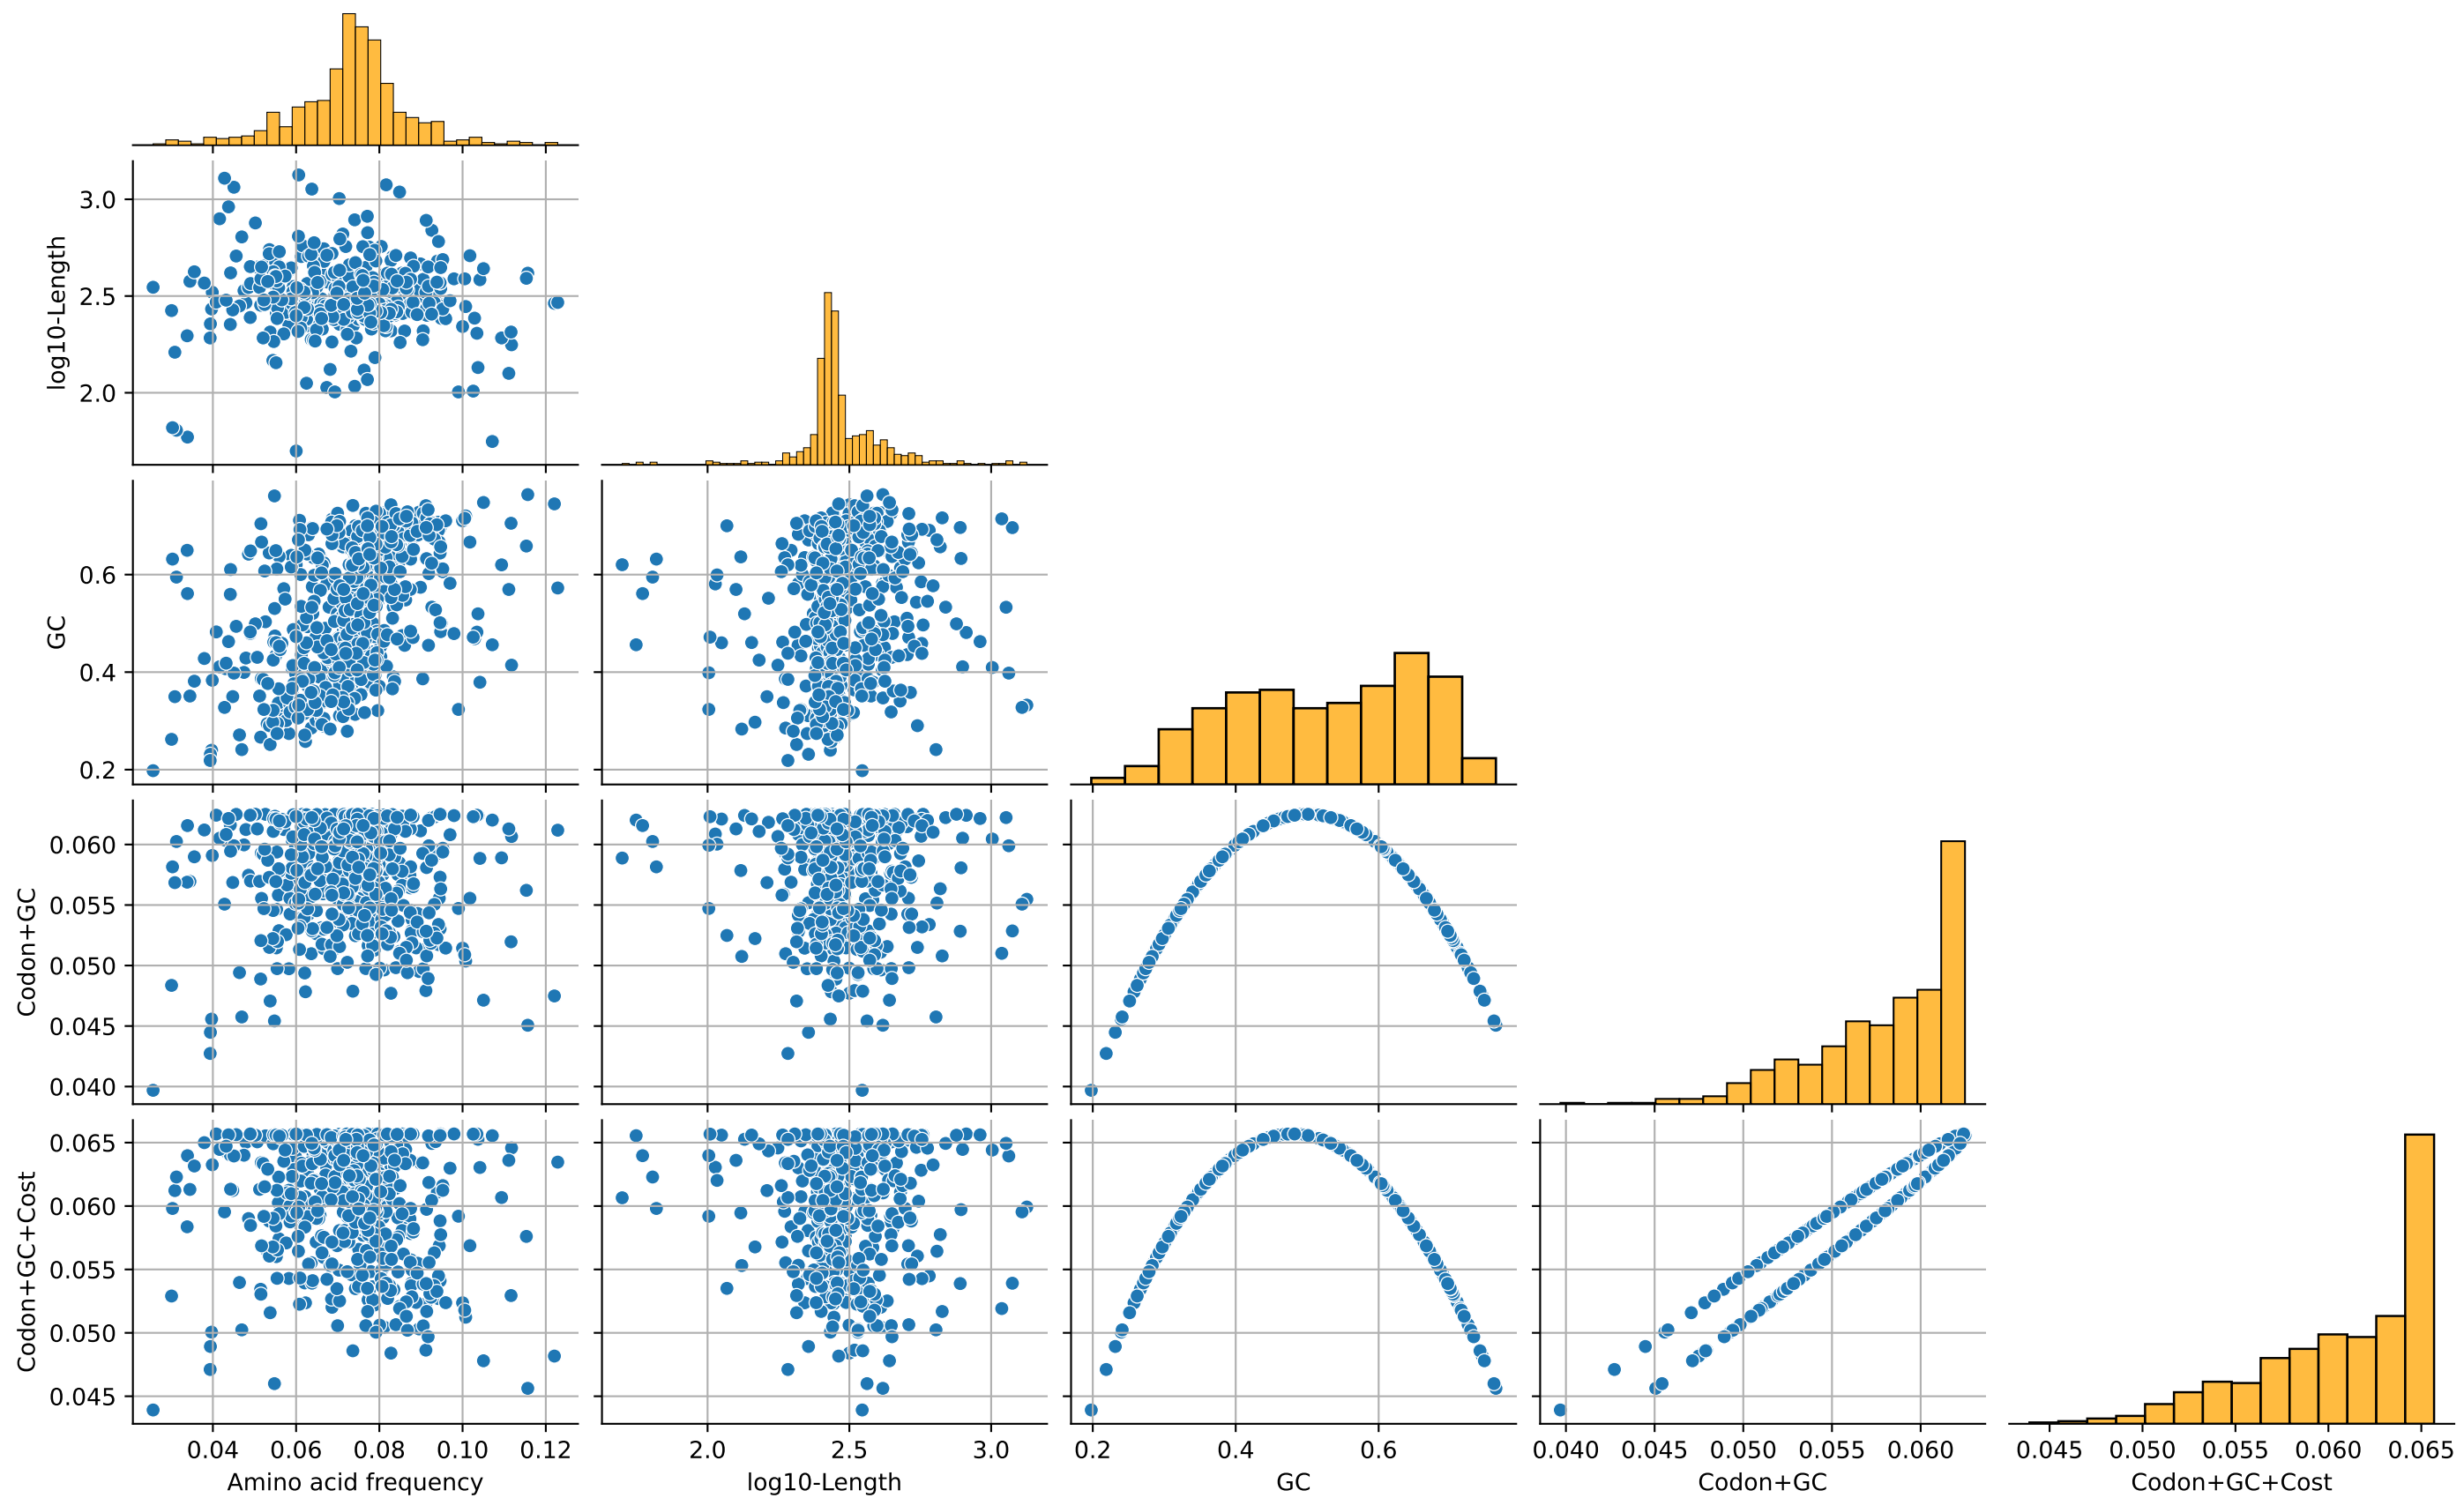 3.0
2.5
2.0
log10-Length
0.6
0.4
0.2
GC
0.060
0.055
0.050
0.045
0.040
Codon+GC
0.065
0.060
0.055
0.050
0.045
Codon+GC+Cost
0.04 0.06 0.08 0.10 0.12
Amino acid frequency
2.0 2.5 3.0
log10-Length
0.2 0.4 0.6
GC
0.040 0.045 0.050 0.055 0.060
Codon+GC
0.045 0.050 0.055 0.060 0.065
Codon+GC+Cost